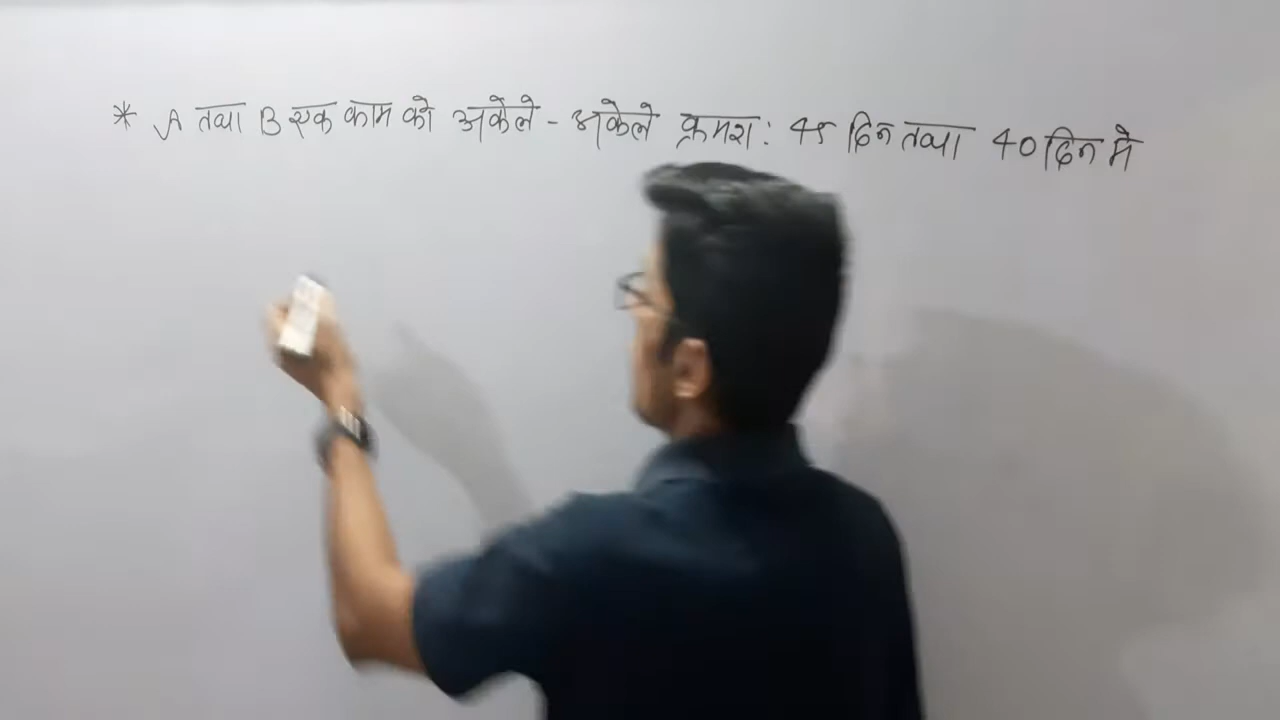 * A तथा B एक काम को अकेले - अकेले क्रमश: 45 दिन तथा 40 दिन मे